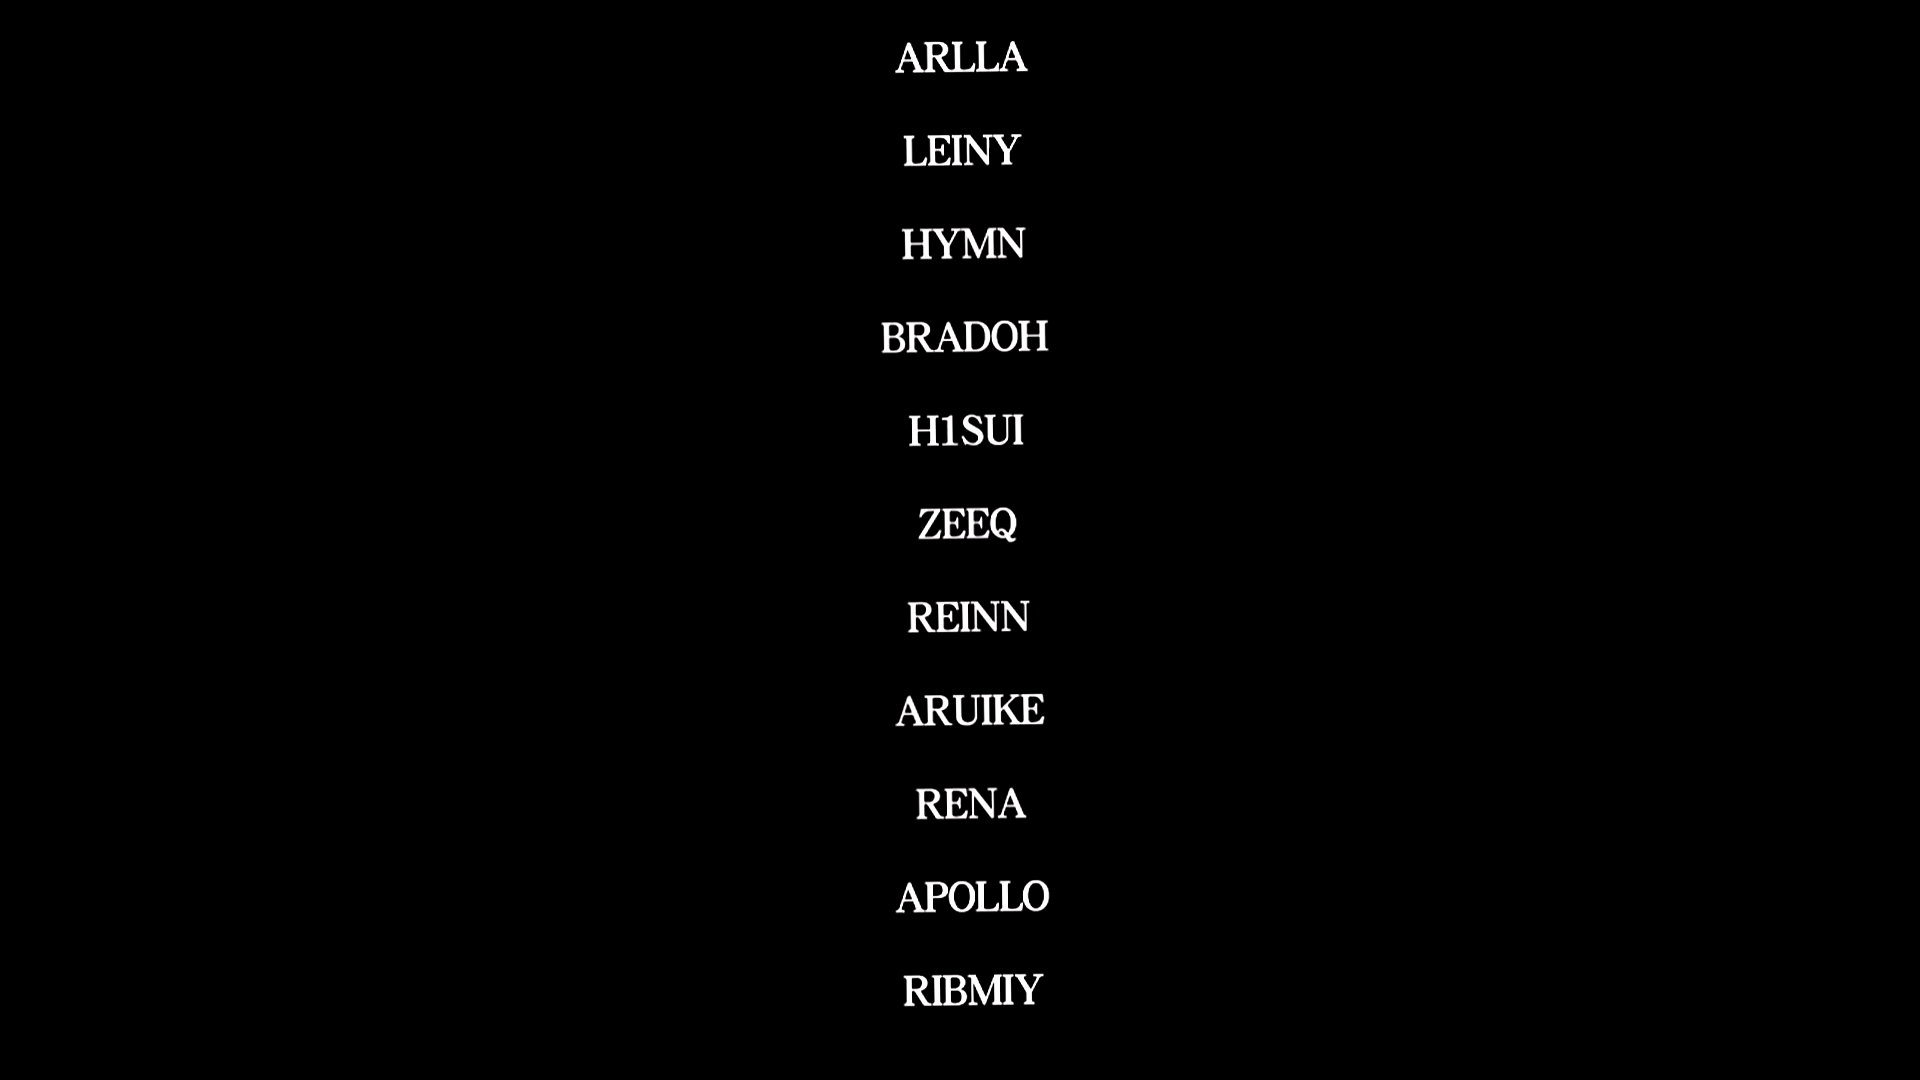 ARLLA
LEINY
HYMN
BRADOH
H1SUI
ZEEQ
REINN
ARUIKE
RENA
APOLLO
RIBMIY